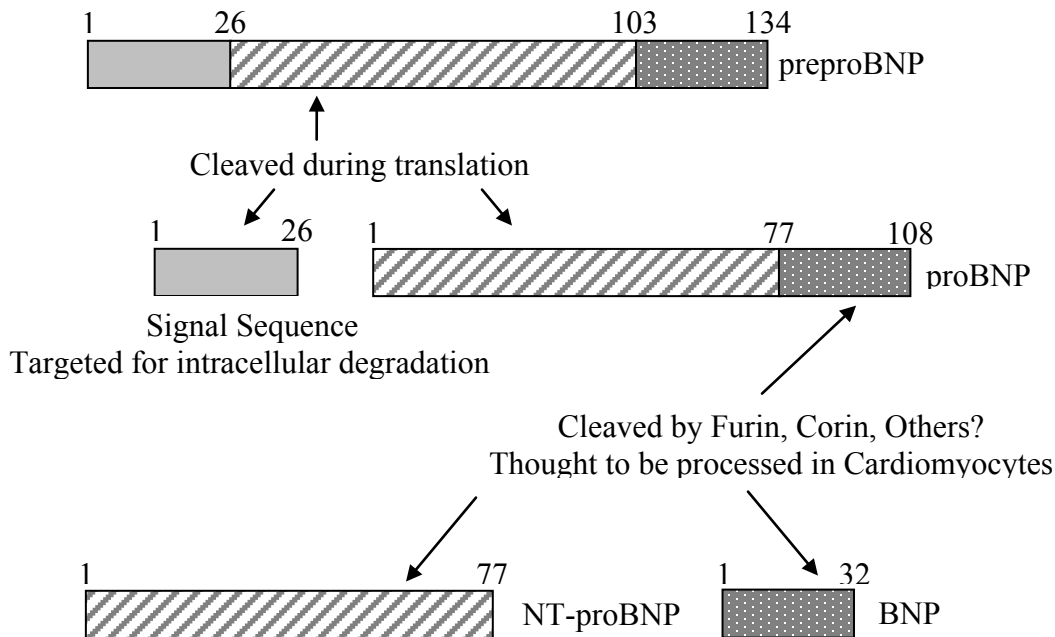 1 26 103 134
preproBNP
Cleaved during translation
1 26 1 77 108
proBNP
Signal Sequence
Targeted for intracellular degradation
Cleaved by Furin, Corin, Others?
Thought to be processed in Cardiomyocytes
1 77 1 32
NT-proBNP BNP